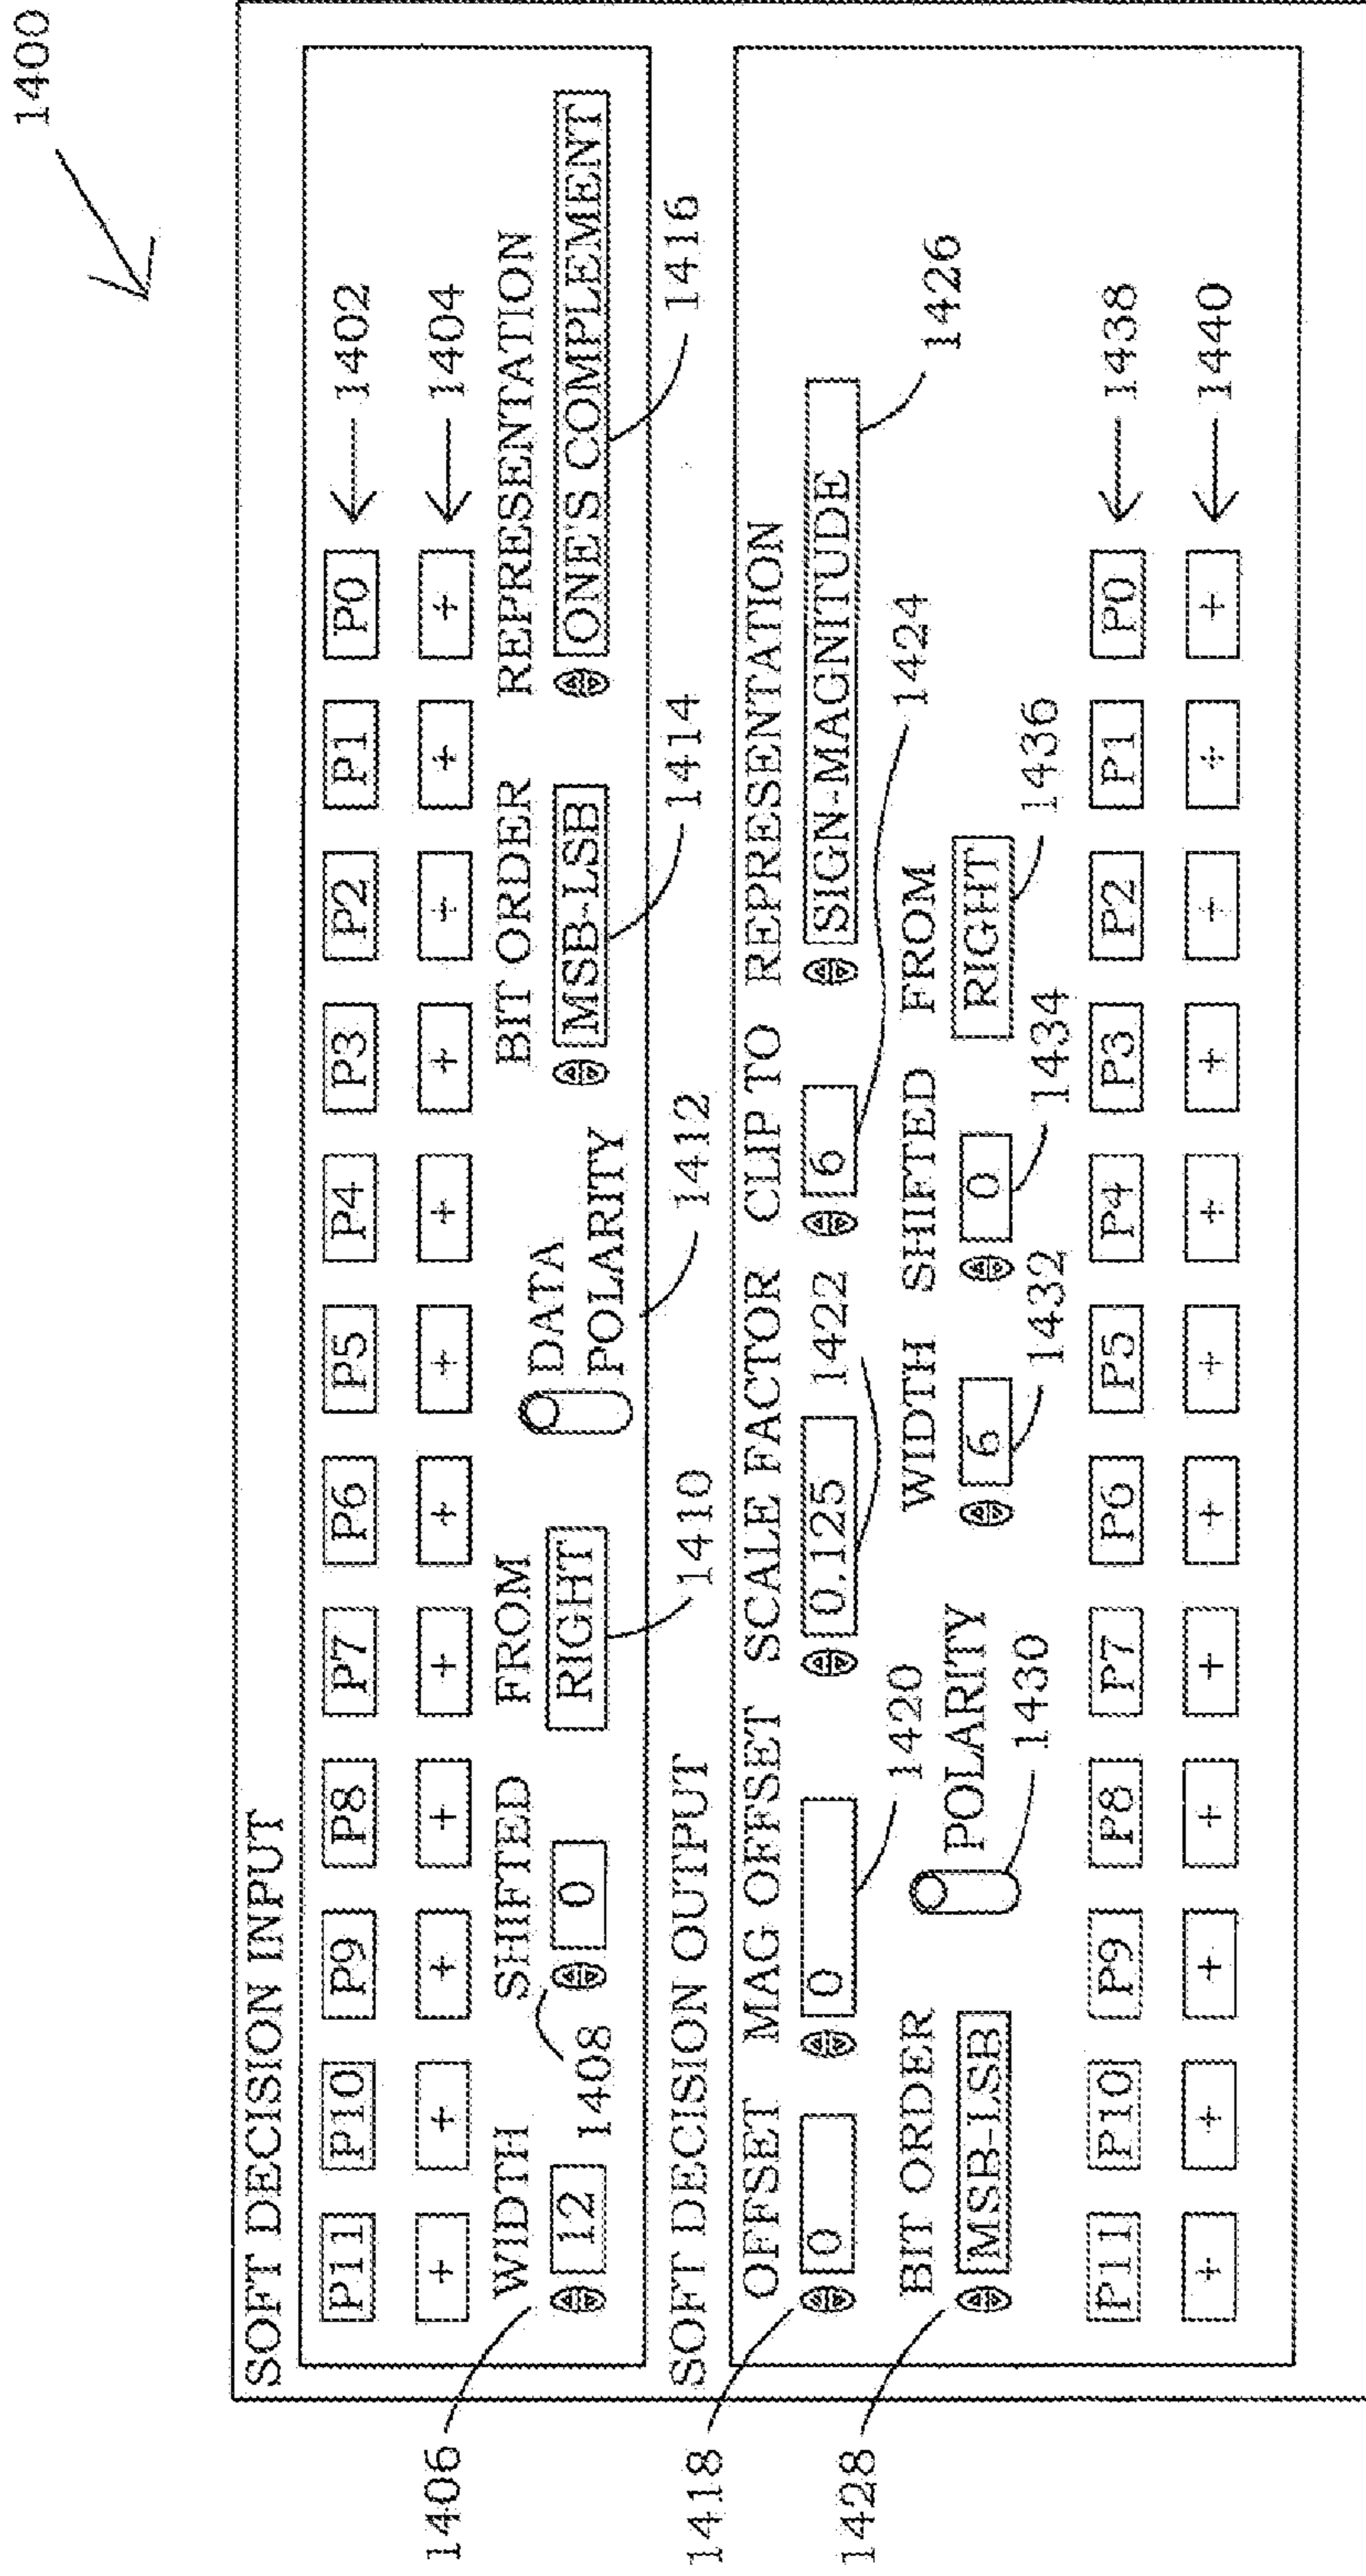 1400
SOFT DECISION INPUT
P11 P10 P9 P8 P7 P6 P5 P4 P3 P2 P1 P0 1402
+ + + + + + + + + + + + 1404
WIDTH SHIFTED FROM DATA POLARITY BIT ORDER REPRESENTATION
12 0 RIGHT MSB-LSB ONE'S COMPLEMENT
1406 1408 1410 1412 1414 1416
SOFT DECISION OUTPUT
OFFSET MAG OFFSET SCALE FACTOR CLIP TO REPRESENTATION
0 0 0.125 6 SIGN-MAGNITUDE
1418 1420 1422 1424 1426
BIT ORDER POLARITY WIDTH SHIFTED FROM
MSB-LSB 6 0 RIGHT
1428 1430 1432 1434 1436
P11 P10 P9 P8 P7 P6 P5 P4 P3 P2 P1 P0 1438
+ + + + + + + + + + + + 1440